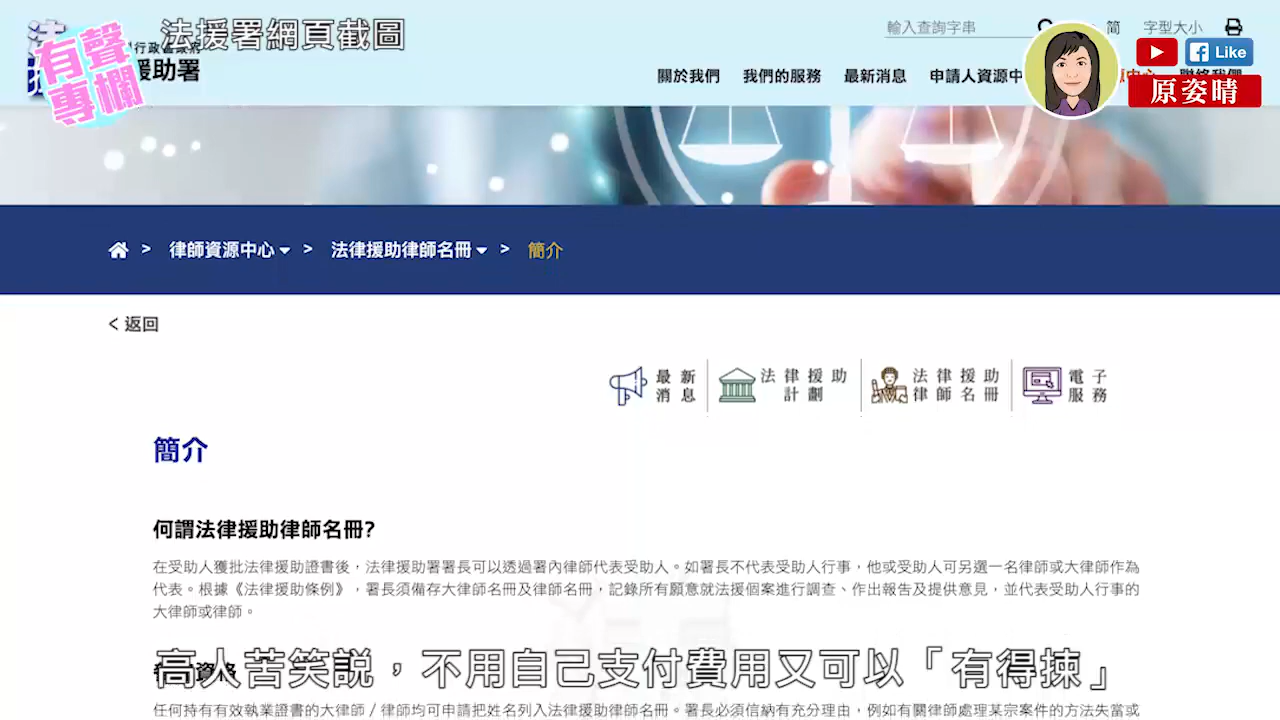 法援署網頁截圖
有聲
專欄
行政區政府
援助署
輸入查詢字串
简
字型大小
Like
原姿晴
關於我們
我們的服務
最新消息
申請人資源中
> 律師資源中心 > 法律援助律師名冊 > 簡介
< 返回
最新
消息
法律援助
計劃
法律援助
律師名冊
電子
服務
簡介
何謂法律援助律師名冊?
在受助人獲批法律援助證書後，法律援助署署長可以透過署內律師代表受助人。如署長不代表受助人行事，他或受助人可另選一名律師或大律師作為
代表。根據《法律援助條例》，署長須備存大律師名冊及律師名冊，記錄所有願意就法援個案進行調查、作出報告及提供意見，並代表受助人行事的
大律師或律師。
高人苦笑説，不用自己支付費用又可以「有得揀」
任何持有有效執業證書的大律師 / 律師均可申請把姓名列入法律援助律師名冊。署長必須信納有充分理由，例如有關律師處理某宗案件的方法失當或